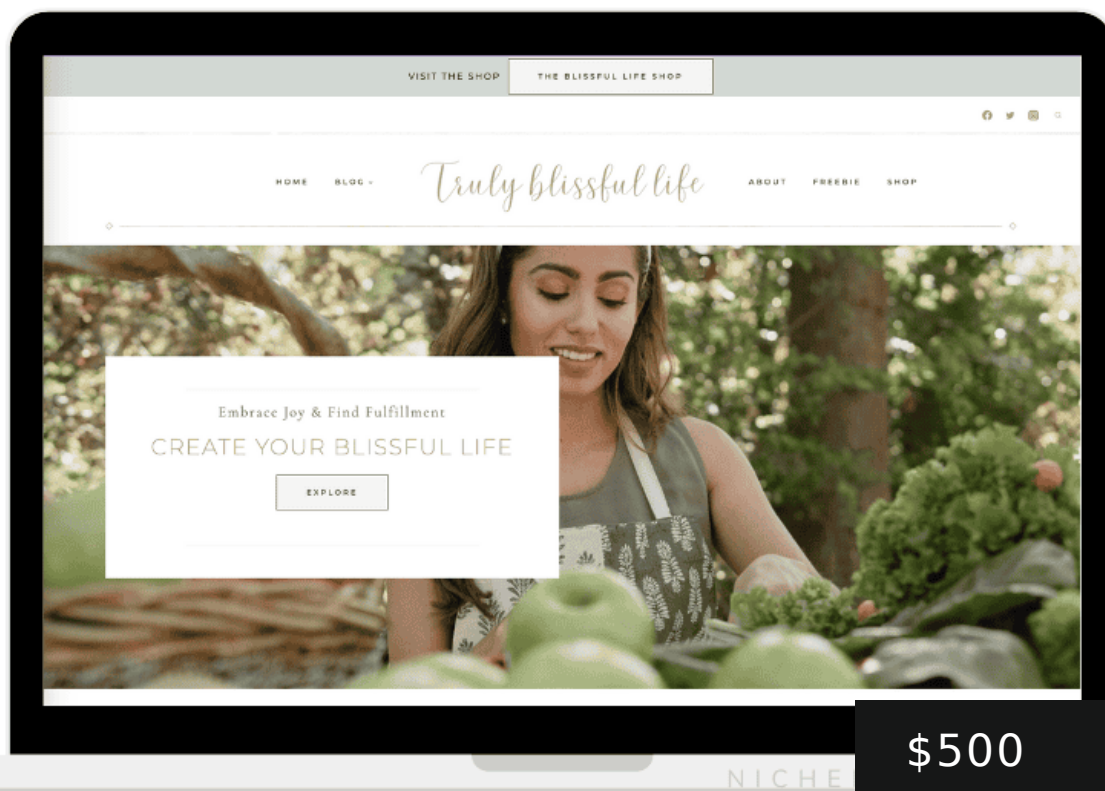 VISIT THE SHOP THE BLISSFUL LIFE SHOP
HOME BLOG Truly blissful life ABOUT FREEBIE SHOP
Embrace Joy & Find Fulfillment
CREATE YOUR BLISSFUL LIFE
EXPLORE
$500